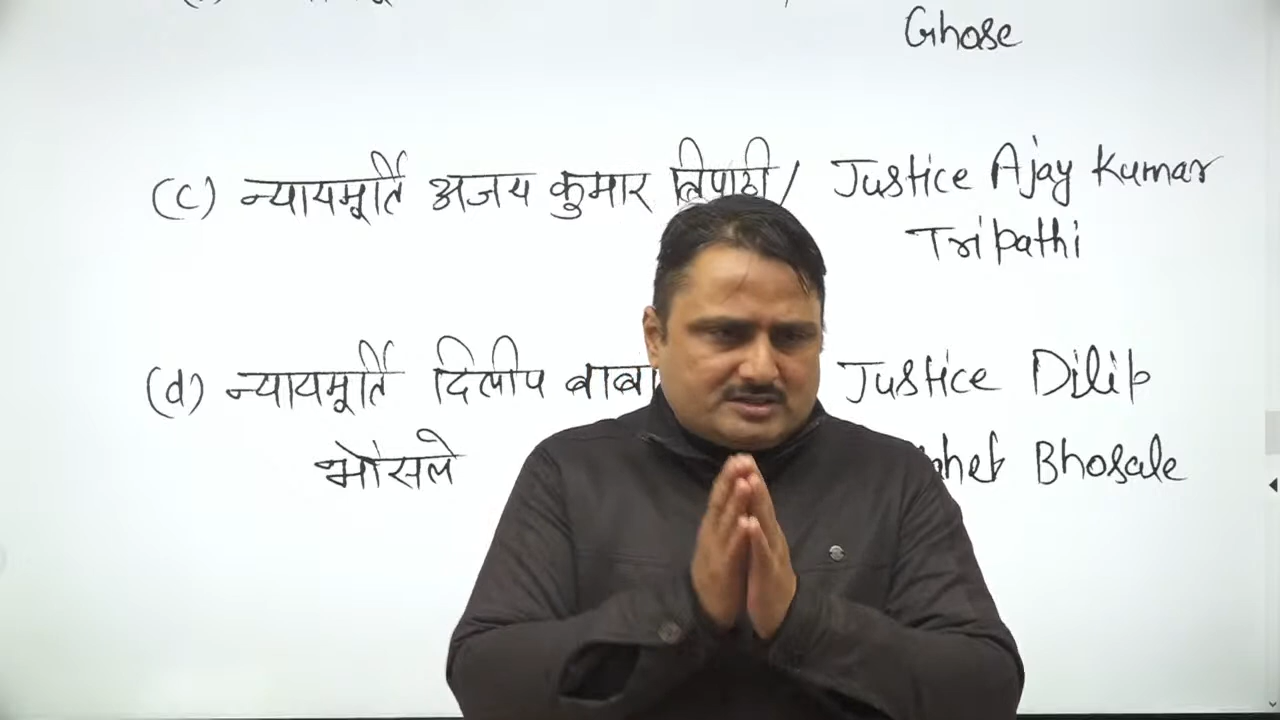 Ghose
(c) न्यायमूर्ति अजय कुमार त्रिपाठी / Justice Ajay Kumar
Tripathi
(d) न्यायमूर्ति दिलीप बाबा Justice Dilip
भोंसले Bhosale